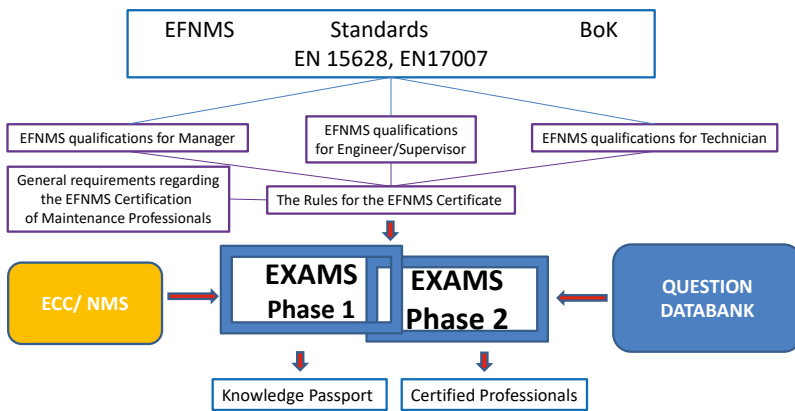 EFNMS Standards BoK
EN 15628, EN17007
EFNMS qualifications for Manager
EFNMS qualifications
for Engineer/Supervisor
EFNMS qualifications for Technician
General requirements regarding
the EFNMS Certification
of Maintenance Professionals
The Rules for the EFNMS Certificate
ECC/ NMS
EXAMS
Phase 1
EXAMS
Phase 2
QUESTION
DATABANK
Knowledge Passport
Certified Professionals